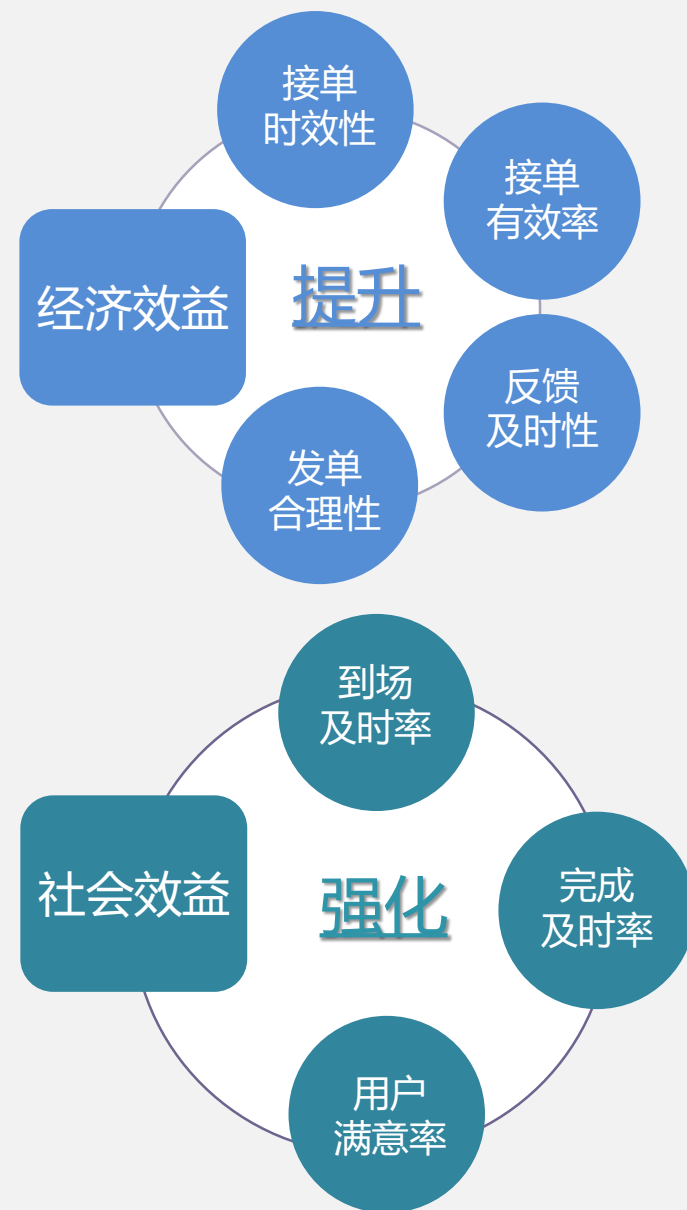 接单
时效性
接单
有效率
经济效益
提升
反馈
及时性
发单
合理性
到场
及时率
社会效益
强化
完成
及时率
用户
满意率